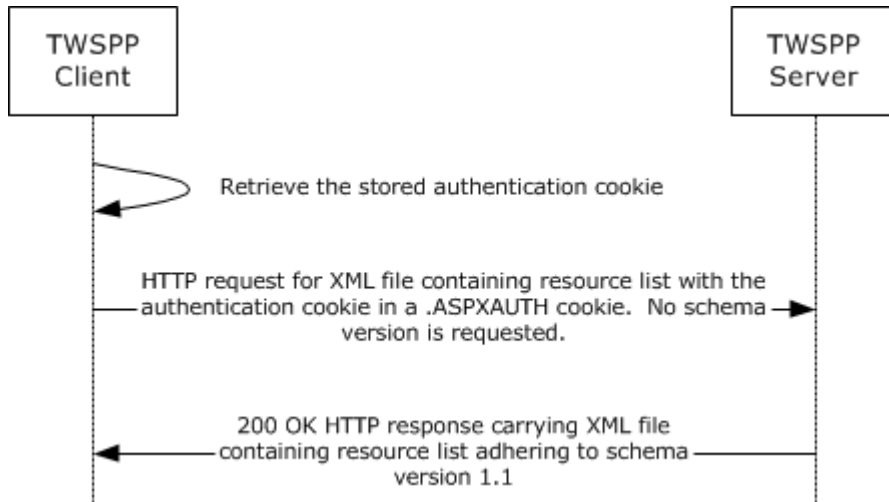 TWSPP
Client
TWSPP
Server
Retrieve the stored authentication cookie
HTTP request for XML file containing resource list with the
authentication cookie in a .ASPXAUTH cookie.  No schema
version is requested.
200 OK HTTP response carrying XML file
containing resource list adhering to schema
version 1.1